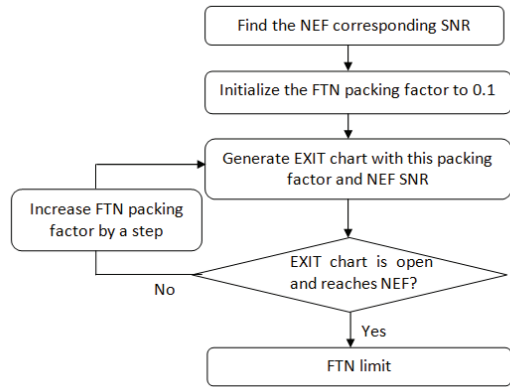 Find the NEF corresponding SNR
Initialize the FTN packing factor to 0.1
Generate EXIT chart with this packing
factor and NEF SNR
Increase FTN packing
factor by a step
EXIT chart is open
and reaches NEF?
No
Yes
FTN limit